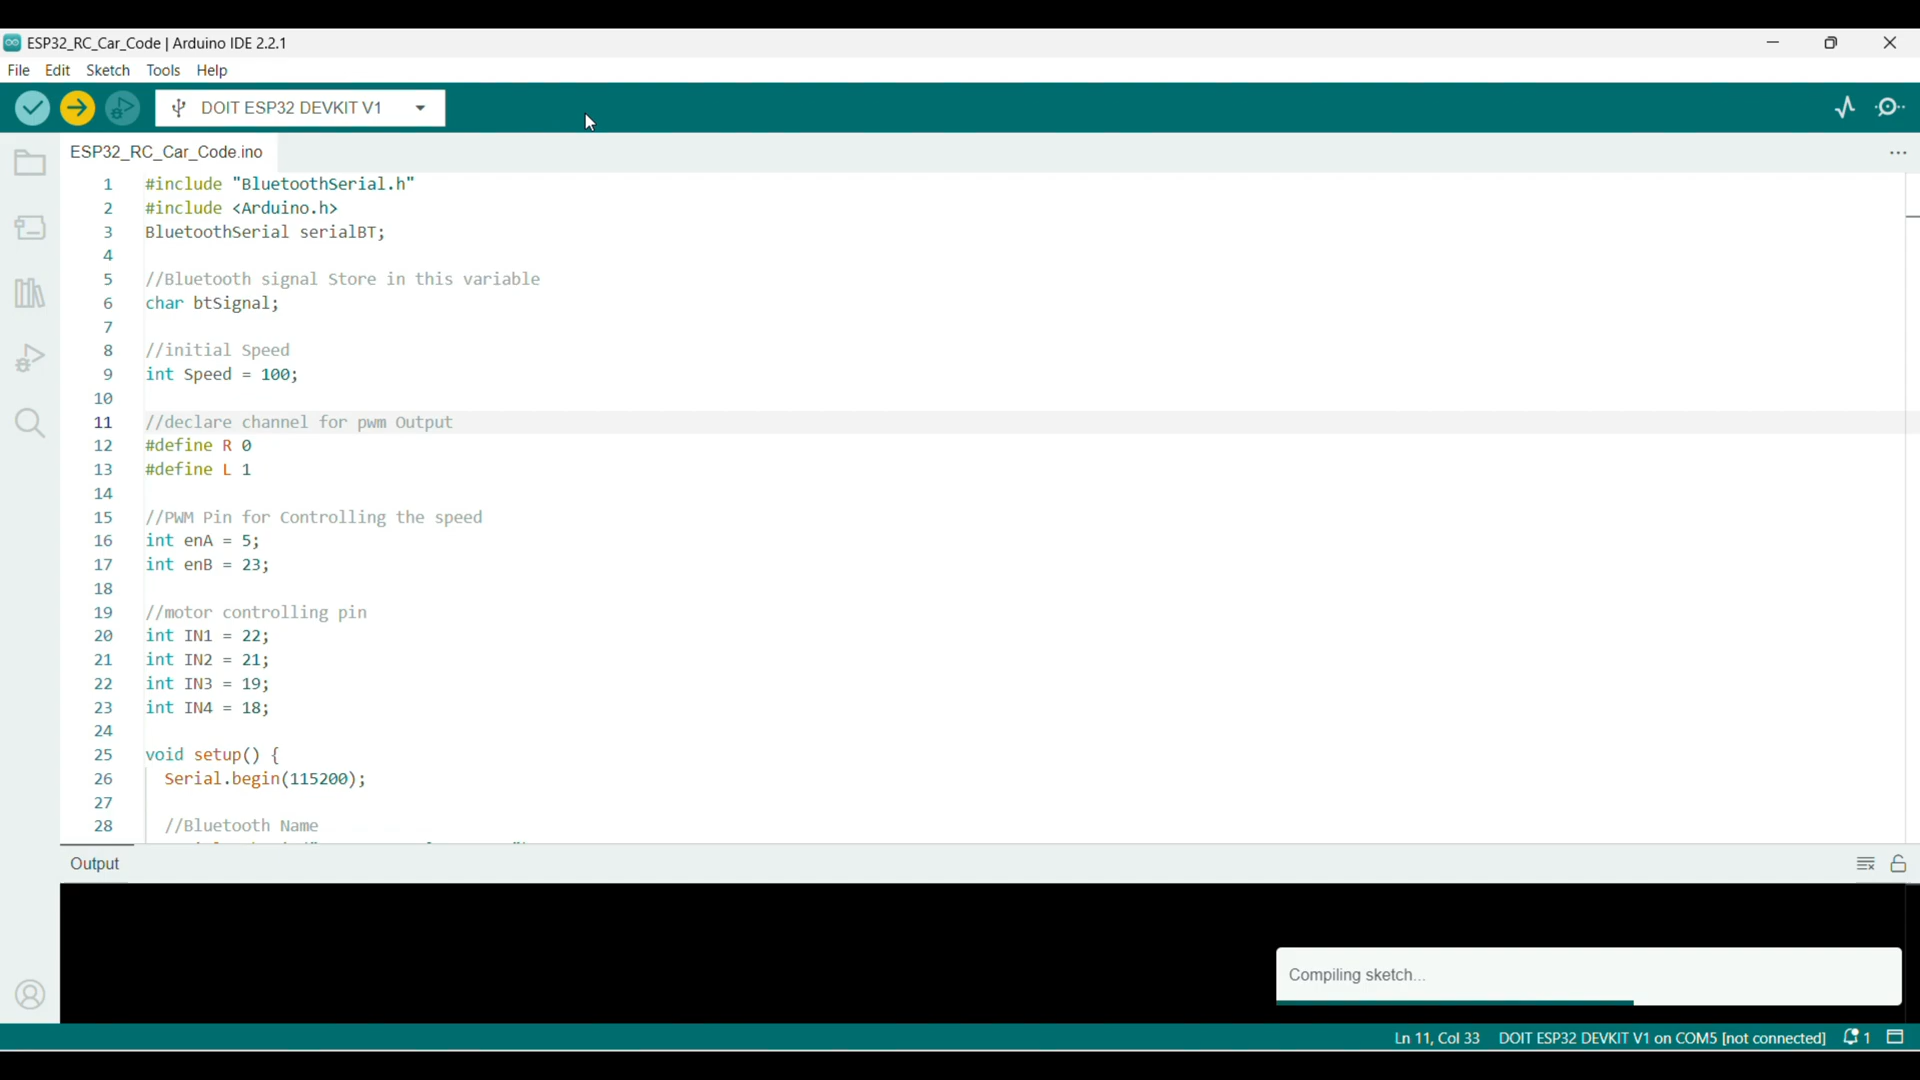 ESP32_RC_Car_Code | Arduino IDE 2.2.1
File Edit Sketch Tools Help
DOIT ESP32 DEVKIT V1
ESP32_RC_Car_Code.ino
1 #include "BluetoothSerial.h"
2 #include <Arduino.h>
3 BluetoothSerial serialBT;
4
5 //Bluetooth signal Store in this variable
6 char btSignal;
7
8 //initial Speed
9 int Speed = 100;
10
11 //declare channel for pwm Output
12 #define R 0
13 #define L 1
14
15 //PWM Pin for Controlling the speed
16 int enA = 5;
17 int enB = 23;
18
19 //motor controlling pin
20 int IN1 = 22;
21 int IN2 = 21;
22 int IN3 = 19;
23 int IN4 = 18;
24
25 void setup() {
26 Serial.begin(115200);
27
28 //Bluetooth Name
Output
Compiling sketch...
Ln 11, Col 33 DOIT ESP32 DEVKIT V1 on COM5 [not connected] 1